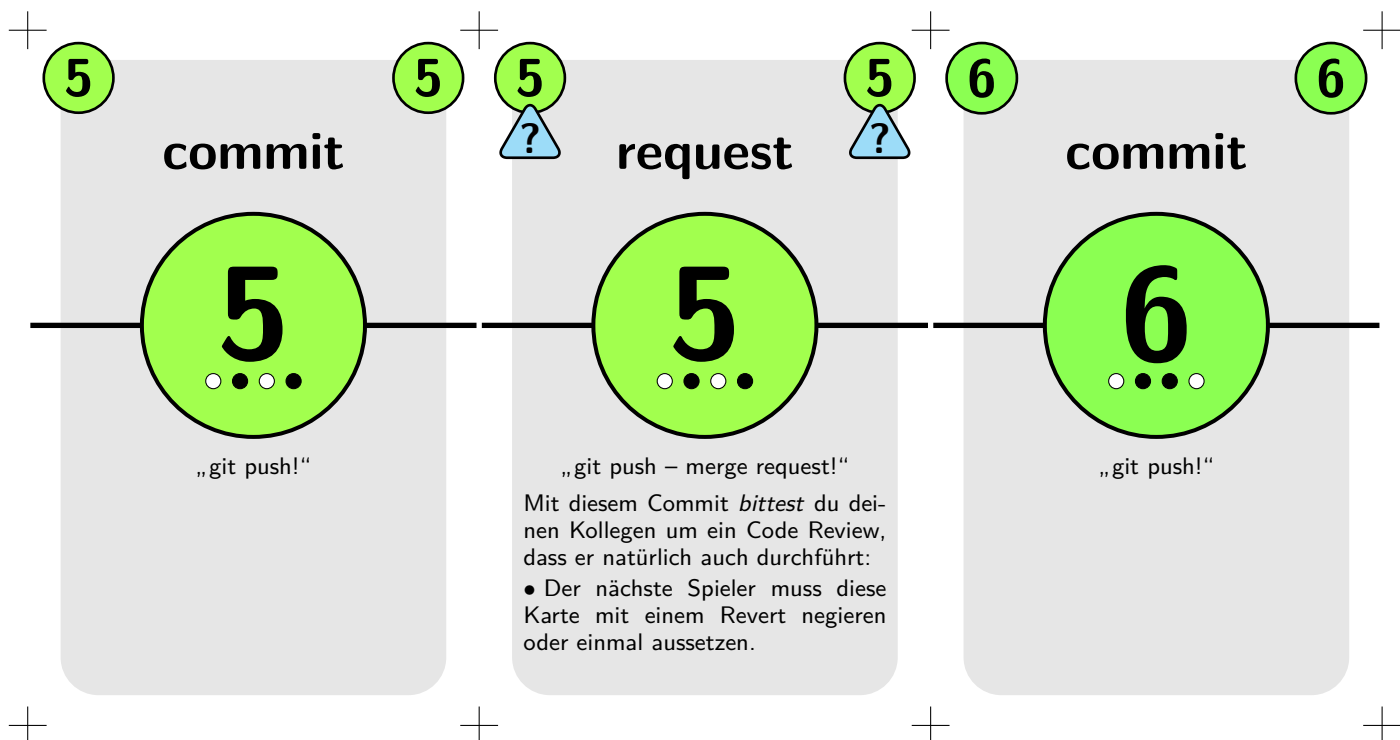 5 5
commit
5
„git push!“
5 5
? ?
request
5
„git push – merge request!“
Mit diesem Commit bittest du dei-
nen Kollegen um ein Code Review,
dass er natürlich auch durchführt:
• Der nächste Spieler muss diese
Karte mit einem Revert negieren
oder einmal aussetzen.
6 6
commit
6
„git push!“